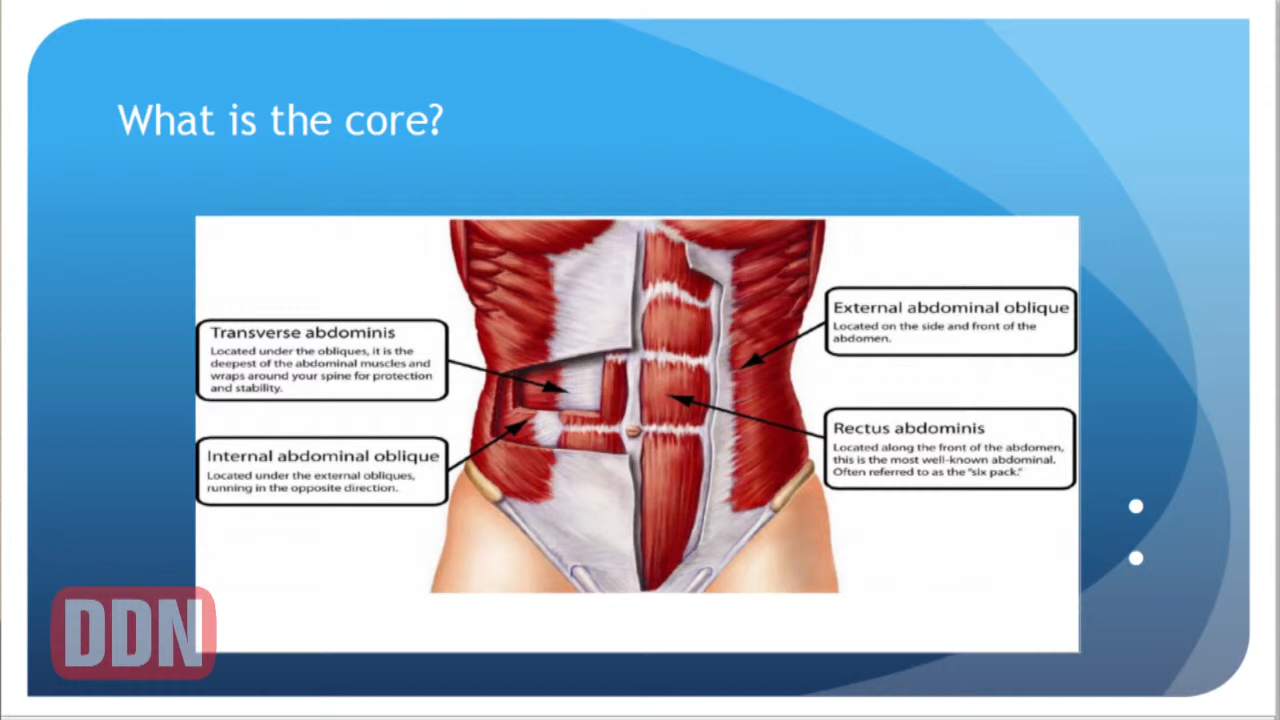 What is the core?
Transverse abdominis
Located under the obliques, it is the
deepest of the abdominal muscles and
wraps around your spine for protection
and stability.
Internal abdominal oblique
Located under the external obliques,
running in the opposite direction.
External abdominal oblique
Located on the side and front of the
abdomen.
Rectus abdominis
Located along the front of the abdomen,
this is the most well-known abdominal.
Often referred to as the "six pack."
DDN